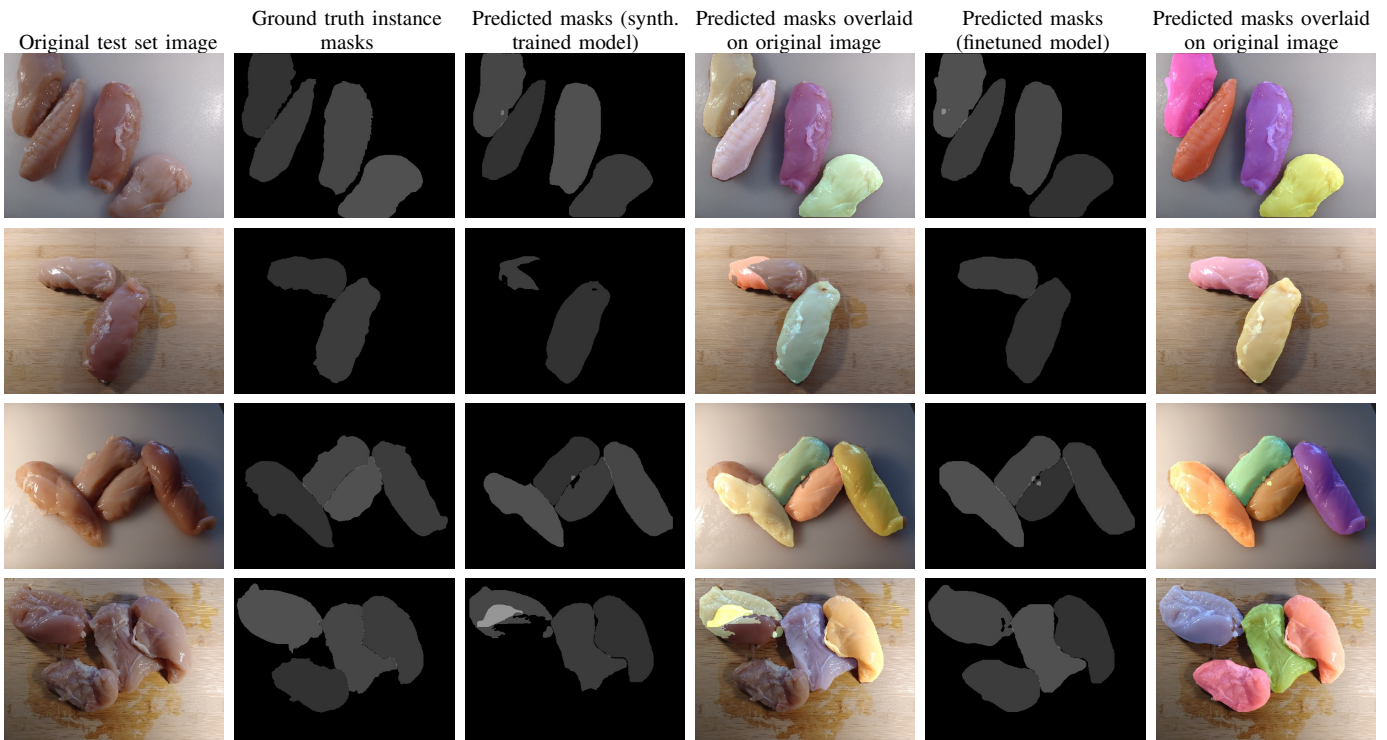 Original test set image
Ground truth instance
masks
Predicted masks (synth.
trained model)
Predicted masks overlaid
on original image
Predicted masks
(finetuned model)
Predicted masks overlaid
on original image